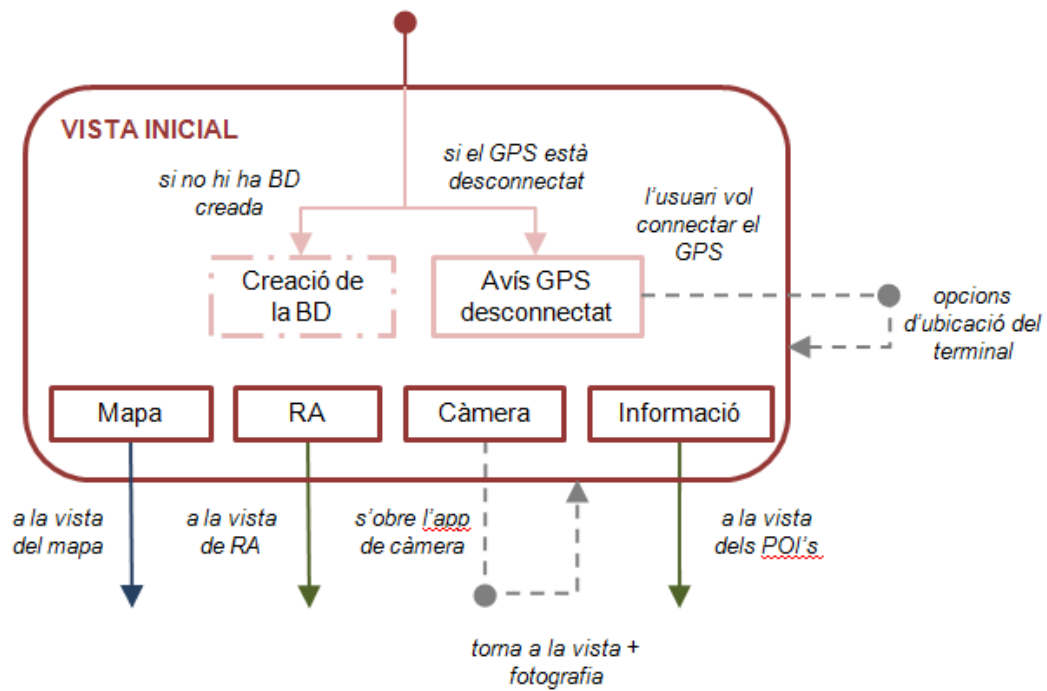 VISTA INICIAL
si no hi ha BD
creada
si el GPS està
desconnectat
l'usuari vol
connectar el
GPS
Creació de
la BD
Avís GPS
desconnectat
opcions
d'ubicació del
terminal
Mapa
RA
Càmera
Informació
a la vista
del mapa
a la vista
de RA
s'obre l'app
de càmera
a la vista
dels POI's
torna a la vista +
fotografia